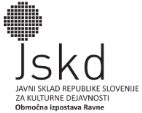 Jskd
JAVNI SKLAD REPUBLIKE SLOVENIJE
ZA KULTURNE DEJAVNOSTI
Območna izpostava Ravne